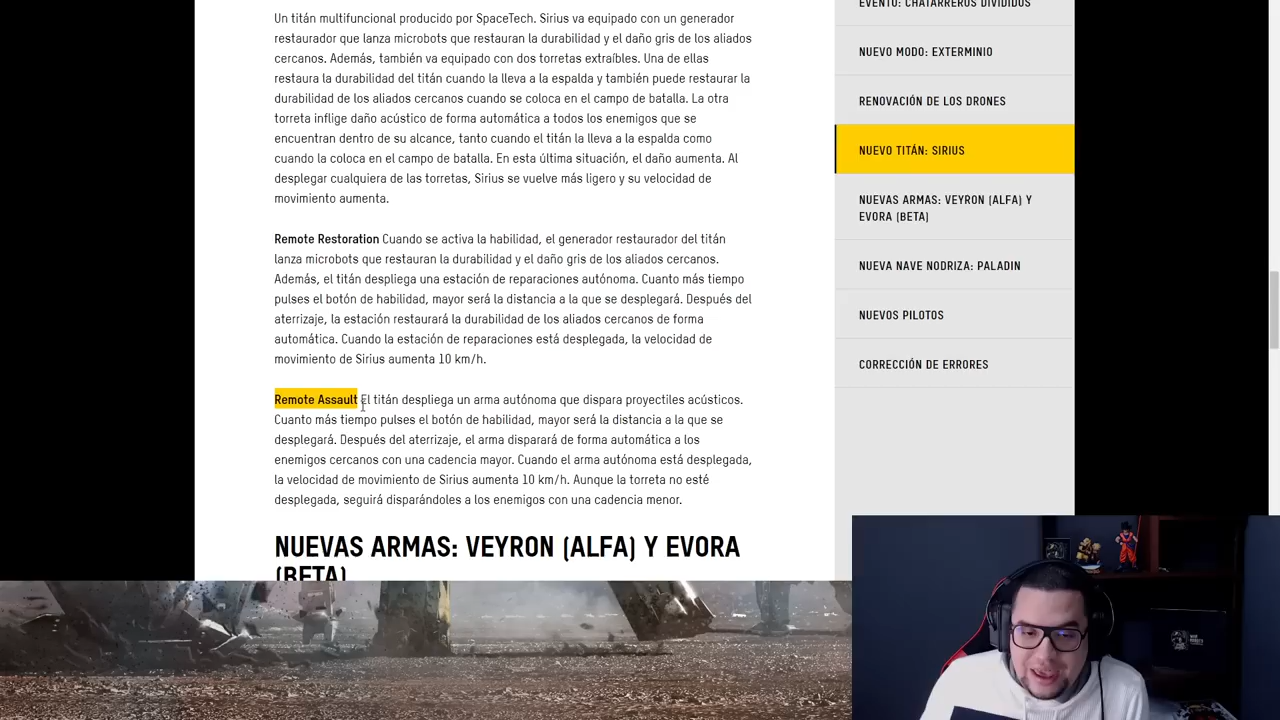 Un titán multifuncional producido por SpaceTech. Sirius va equipado con un generador
restaurador que lanza microbots que restauran la durabilidad y el daño gris de los aliados
cercanos. Además, también va equipado con dos torretas extraíbles. Una de ellas
restaura la durabilidad del titán cuando la lleva a la espalda y también puede restaurar la
durabilidad de los aliados cercanos cuando se coloca en el campo de batalla. La otra
torreta inflige daño acústico de forma automática a todos los enemigos que se
encuentran dentro de su alcance, tanto cuando el titán la lleva a la espalda como
cuando la coloca en el campo de batalla. En esta última situación, el daño aumenta. Al
desplegar cualquiera de las torretas, Sirius se vuelve más ligero y su velocidad de
movimiento aumenta.
Remote Restoration Cuando se activa la habilidad, el generador restaurador del titán
lanza microbots que restauran la durabilidad y el daño gris de los aliados cercanos.
Además, el titán despliega una estación de reparaciones autónoma. Cuanto más tiempo
pulses el botón de habilidad, mayor será la distancia a la que se desplegará. Después del
aterrizaje, la estación restaurará la durabilidad de los aliados cercanos de forma
automática. Cuando la estación de reparaciones está desplegada, la velocidad de
movimiento de Sirius aumenta 10 km/h.
Remote Assault El titán despliega un arma autónoma que dispara proyectiles acústicos.
Cuanto más tiempo pulses el botón de habilidad, mayor será la distancia a la que se
desplegará. Después del aterrizaje, el arma disparará de forma automática a los
enemigos cercanos con una cadencia mayor. Cuando el arma autónoma está desplegada,
la velocidad de movimiento de Sirius aumenta 10 km/h. Aunque la torreta no esté
desplegada, seguirá disparándoles a los enemigos con una cadencia menor.
NUEVAS ARMAS: VEYRON (ALFA) Y EVORA
(BETA)
EVENTO: CHATARREROS DIVIDIDOS
NUEVO MODO: EXTERMINIO
RENOVACIÓN DE LOS DRONES
NUEVO TITÁN: SIRIUS
NUEVAS ARMAS: VEYRON (ALFA) Y
EVORA (BETA)
NUEVA NAVE NODRIZA: PALADIN
NUEVOS PILOTOS
CORRECCIÓN DE ERRORES